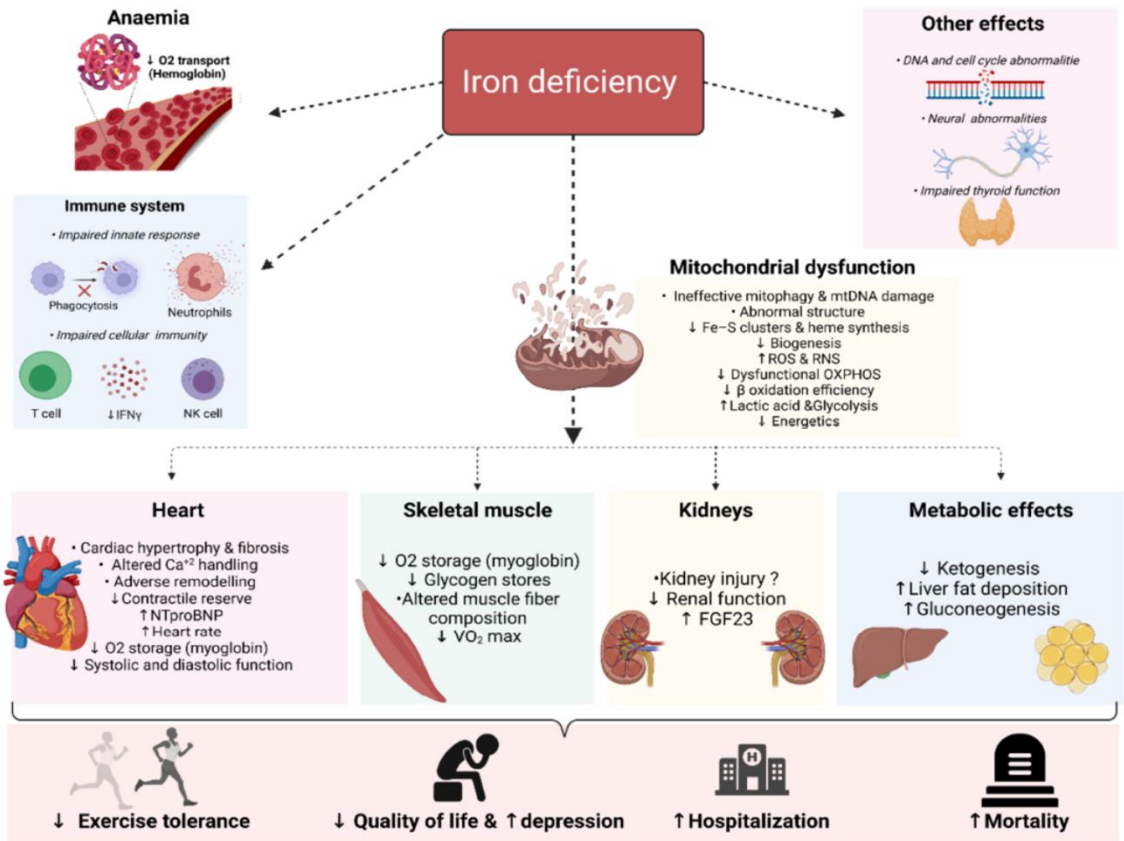 Anaemia
↓ O2 transport
(Hemoglobin)
Iron deficiency
Other effects
• DNA and cell cycle abnormalitie
• Neural abnormalities
• Impaired thyroid function
Immune system
• Impaired innate response
Phagocytosis
Neutrophils
• Impaired cellular immunity
T cell
↓IFNγ
NK cell
Mitochondrial dysfunction
• Ineffective mitophagy & mtDNA damage
• Abnormal structure
↓ Fe–S clusters & heme synthesis
↓ Biogenesis
↑ROS & RNS
↓ Dysfunctional OXPHOS
↓ β oxidation efficiency
↑Lactic acid &Glycolysis
↓ Energetics
Heart
• Cardiac hypertrophy & fibrosis
• Altered Ca⁺² handling
• Adverse remodelling
↓Contractile reserve
↑NTproBNP
↑Heart rate
↓ O2 storage (myoglobin)
↓ Systolic and diastolic function
Skeletal muscle
↓ O2 storage (myoglobin)
↓ Glycogen stores
•Altered muscle fiber
composition
↓ VO₂ max
Kidneys
•Kidney injury ?
↓ Renal function
↑ FGF23
Metabolic effects
↓ Ketogenesis
↑Liver fat deposition
↑Gluconeogenesis
↓ Exercise tolerance
↓ Quality of life & ↑depression
H
↑Hospitalization
↑Mortality